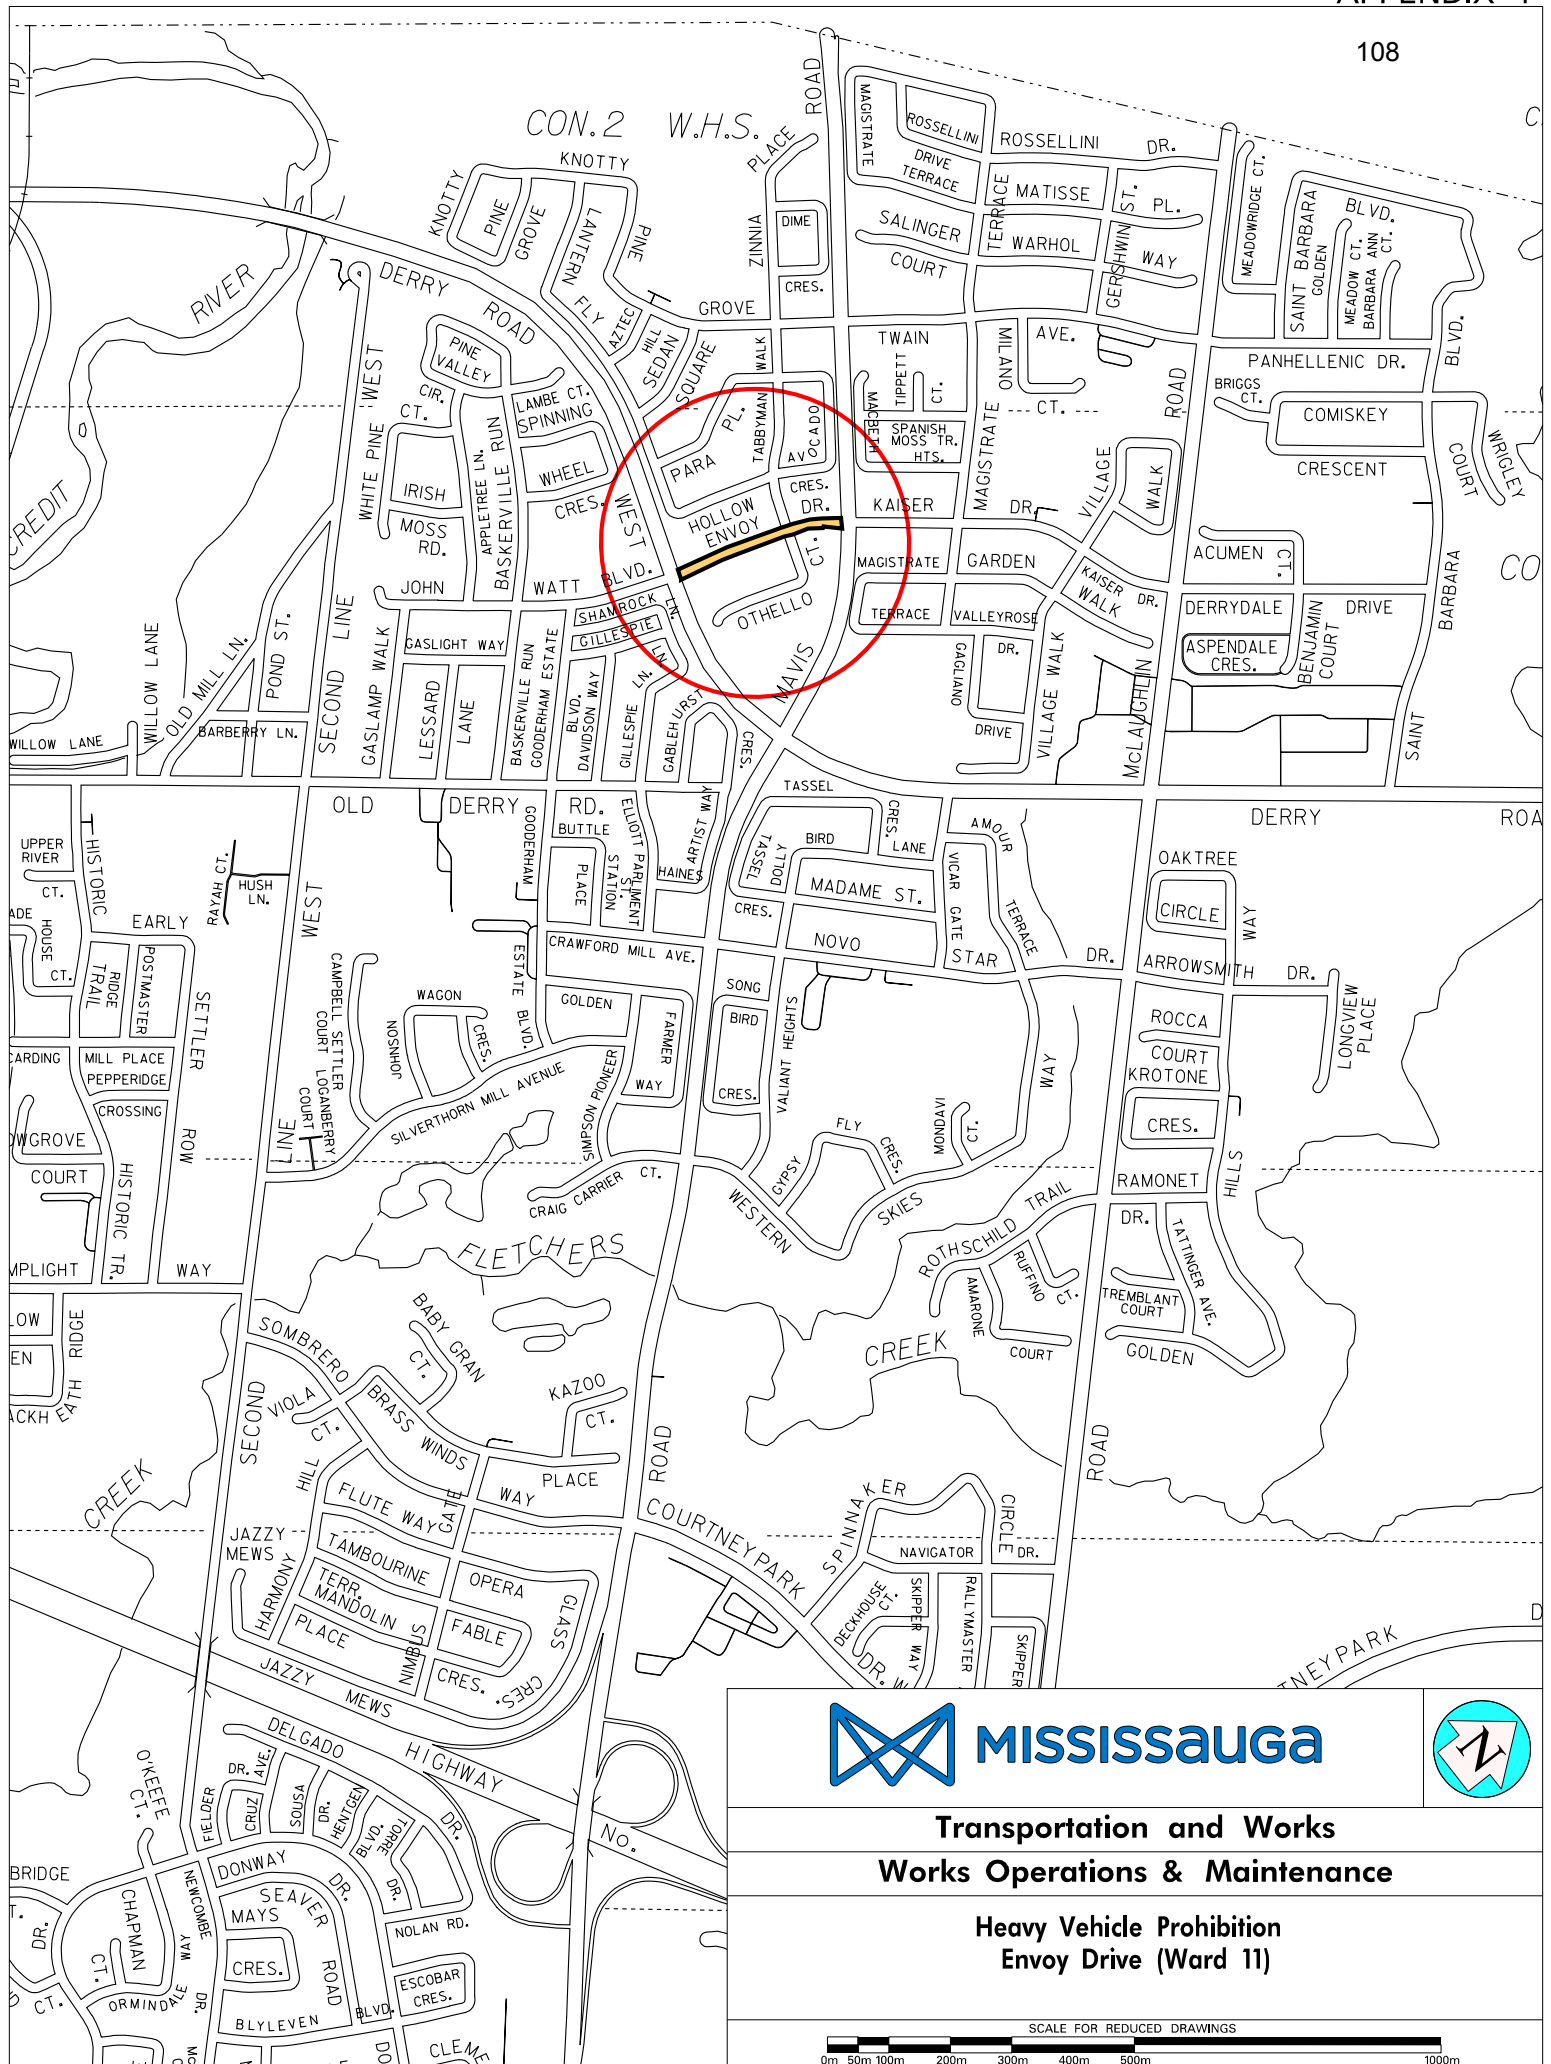 108
CON. 2 W.H.S.
KNOTTY
KNOTTY
PINE
GROVE
LANTERN
FLY
PINE
AZTEC
HILL
SEDAN
SQUARE
GROVE
PLACE
ZINNIA
DIME
CRES.
ROAD
MAGISTRATE
ROSSELLINI
DRIVE
TERRACE
ROSSELLINI DR.
TERRACE
MATISSE
ST.
PL.
SALINGER
COURT
WARHOL
GERSHWIN
WAY
MEADOWRIDGE CT.
SAINT BARBARA
GOLDEN
MEADOW CT.
BARBARA ANN
CT.
BLVD.
BLVD.
RIVER
CREDIT
DERRY
ROAD
WEST
PINE
VALLEY
CIR.
CT.
LAMBE CT.
SPINNING
WHEEL
CRES.
WHITE PINE
WEST
IRISH
MOSS
RD.
APPLETREE LN.
BASKERVILLE RUN
JOHN
WATT
BLVD.
WALK
PARA
PL.
TABBYMAN
AVOCADO
CRES.
HOLLOW
ENVOY
DR.
OTHELLO
CT.
MAVIS
TWAIN
AVE.
TIPPETT
CT.
MACBETH
SPANISH
MOSS TR.
HTS.
MILANO
CT.
MAGISTRATE
KAISER
DR.
VILLAGE
WALK
ROAD
PANHELLENIC DR.
BRIGGS
CT.
COMISKEY
CRESCENT
WRIGLEY
COURT
MAGISTRATE
TERRACE
GARDEN
KAISER
DR.
WALK
VALLEYROSE
DR.
GAGLIANO
DRIVE
VILLAGE WALK
McLAUGHLIN
ACUMEN
CT.
DERRYDALE
DRIVE
ASPENDALE
CRES.
BENJAMIN
COURT
SAINT
BARBARA
CO
WILLOW LANE
WILLOW LANE
OLD MILL LN.
POND ST.
BARBERRY LN.
SECOND LINE
GASLAMP WALK
GASLIGHT WAY
LESSARD
LANE
BASKERVILLE RUN
GOODERHAM ESTATE
BLVD.
DAVIDSON WAY
SHAMROCK
LN.
GILLESPIE
LN.
GILLESPIE
LN.
GABLEHURST
CRES.
OLD DERRY RD.
TASSEL
CRES.
DERRY
ROA
GOODERHAM
BUTTLE
PLACE
STATION
ELLIOTT PARLIMENT
ST.
HAINES
ARTIST WAY
TASSEL
DOLLY
BIRD
LANE
MADAME ST.
CRES.
NOVO
STAR
DR.
VICAR GATE
AMOUR
TERRACE
OAKTREE
CIRCLE
WAY
ARROWSMITH DR.
LONGVIEW
PLACE
UPPER
RIVER
CT.
HISTORIC
RAYAH CT.
HUSH
LN.
EARLY
HOUSE
CT.
RIDGE
TRAIL
POSTMASTER
SETTLER
ROW
WEST
LINE
CAMPBELL SETTLER
COURT
LOGANBERRY
COURT
WAGON
JOHNSON
CRES.
ESTATE BLVD.
CRAWFORD MILL AVE.
GOLDEN
FARMER
WAY
SIMPSON PIONEER
SILVERTHORN MILL AVENUE
CRAIG CARRIER CT.
SONG
BIRD
CRES.
VALIANT HEIGHTS
GYPSY
FLY
CRES.
MONDAVI
CT.
WAY
WESTERN
SKIES
ROCCA
COURT
KROTONE
CRES.
HILLS
RAMONET
DR.
TATTINGER AVE.
TREMBLANT
COURT
GOLDEN
ROTHSCHILD TRAIL
RUFFINO
CT.
AMARONE
COURT
MILL PLACE
PEPPERIDGE
CROSSING
COURT
HISTORIC TR.
WAY
FLETCHERS
CREEK
CREEK
SECOND
SOMBRERO
VIOLA
CT.
BABY GRAN
CT.
KAZOO
CT.
BRASS WINDS
PLACE
WAY
HILL
FLUTE WAY
GATE
TAMBOURINE
OPERA
GLASS
CRES.
TERR.
MANDOLIN
PLACE
FABLE
CRES.
NIMBUS
HARMONY
JAZZY
MEWS
JAZZY MEWS
ROAD
ROAD
COURTNEYPARK
SPINNAKER
CIRCLE
NAVIGATOR DR.
DECKHOUSE
CT.
SKIPPER WAY
RALLYMASTER
SKIPPER
HIGHWAY NO.
DELGADO
DR.
O'KEEFE
CT.
FIELDER
DR.
AVE.
CRUZ
SOUSA
DR.
HENTGEN
BLVD.
TORRE
DR.
DONWAY
DR.
SEAVER
ROAD
MAYS
CRES.
NEWCOMBE
DR.
CHAPMAN
CT.
WAY
ORMINDALE
BLYLEVEN
BLVD.
NOLAN RD.
ESCOBAR
CRES.
BRIDGE
DR.
CT.
MISSISSAUGA
N
Transportation and Works
Works Operations & Maintenance
Heavy Vehicle Prohibition
Envoy Drive (Ward 11)
SCALE FOR REDUCED DRAWINGS
0m 50m 100m 200m 300m 400m 500m 1000m